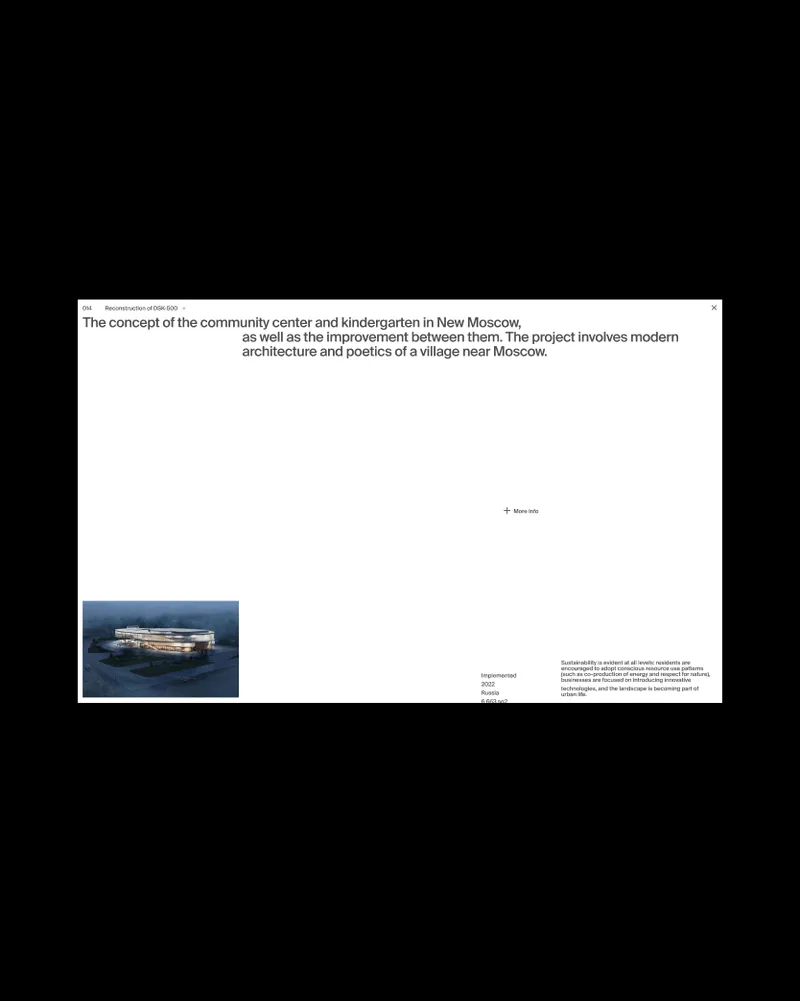 014 Reconstruction of DSK-500
The concept of the community center and kindergarten in New Moscow,
as well as the improvement between them. The project involves modern
architecture and poetics of a village near Moscow.
More info
Implemented
2022
Russia
6 663 m2
Sustainability is evident at all levels: residents are
encouraged to adopt conscious resource use patterns
(such as co-production of energy and respect for nature),
businesses are focused on introducing innovative
technologies, and the landscape is becoming part of
urban life.